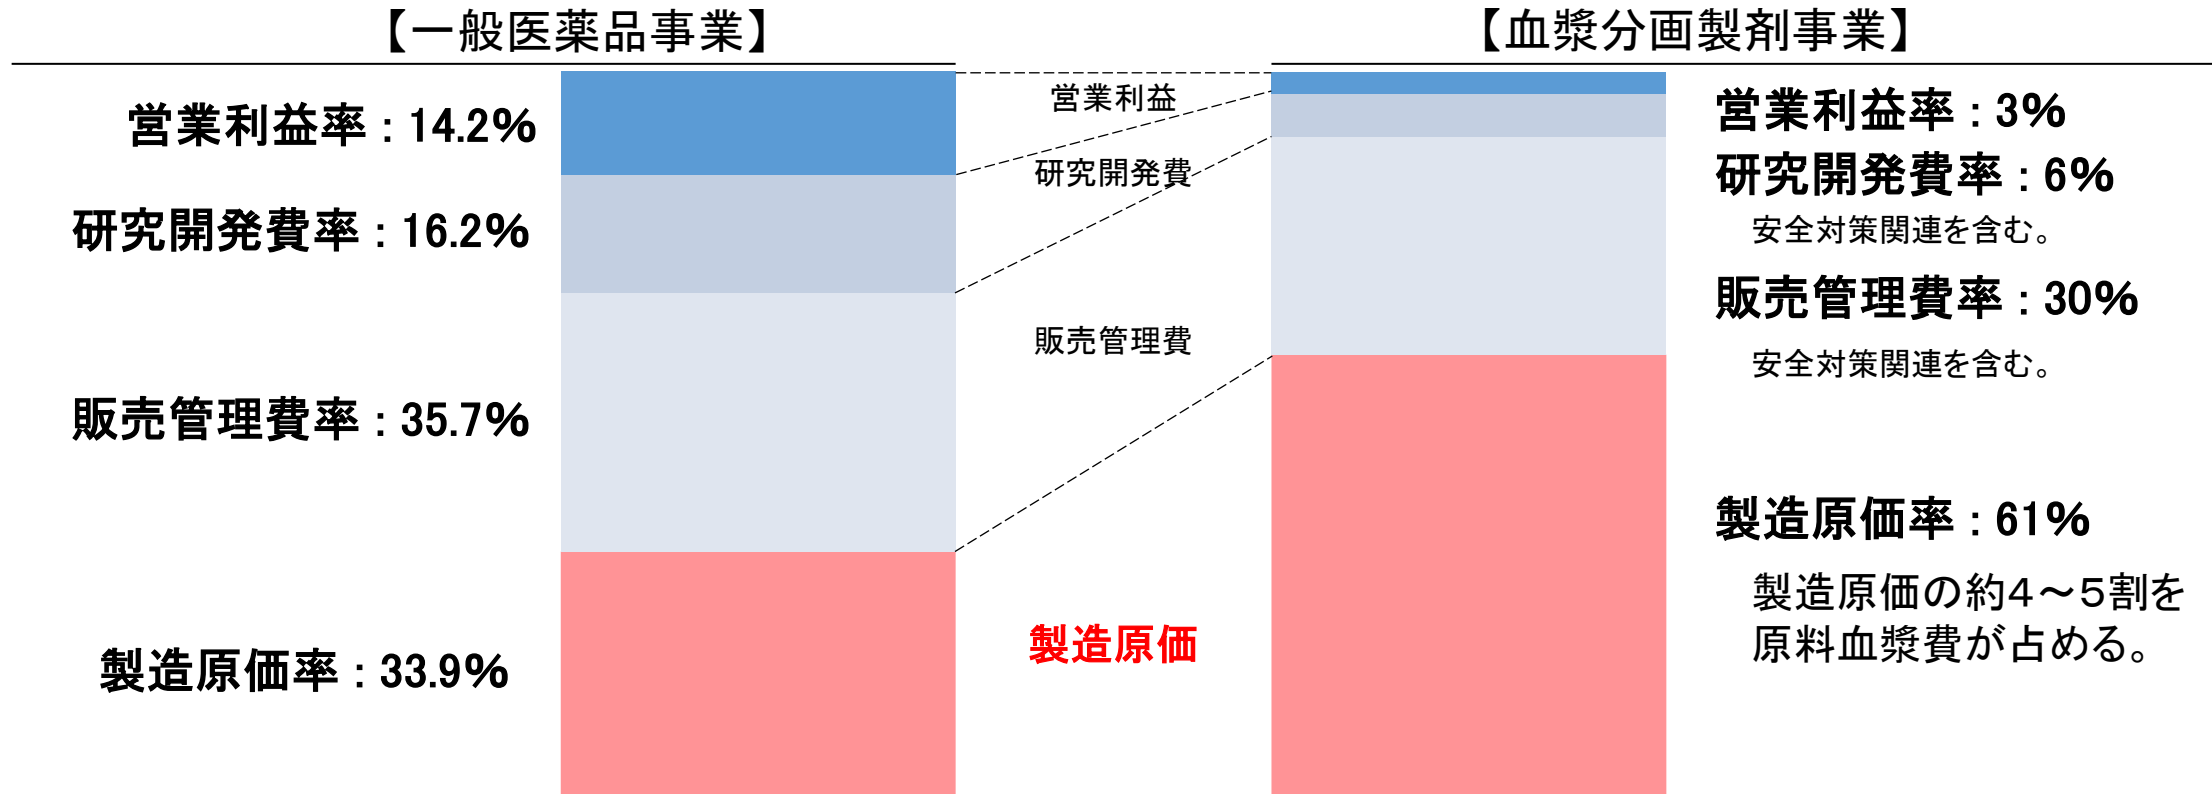 【一般医薬品事業】
営業利益率：14.2％
研究開発費率：16.2％
販売管理費率：35.7％
製造原価率：33.9％
営業利益
研究開発費
販売管理費
製造原価
【血漿分画製剤事業】
営業利益率：3％
研究開発費率：6％
安全対策関連を含む。
販売管理費率：30％
安全対策関連を含む。
製造原価率：61％
製造原価の約４～５割を
原料血漿費が占める。